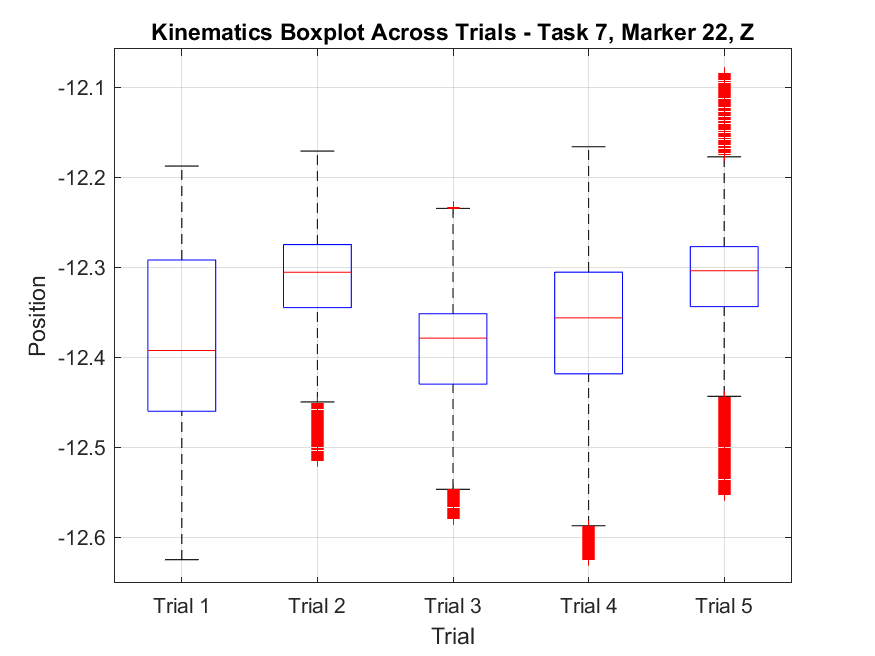 Kinematics Boxplot Across Trials - Task 7, Marker 22, Z
-12.1
-12.2
-12.3
-12.4
-12.5
-12.6
Position
Trial 1 Trial 2 Trial 3 Trial 4 Trial 5
Trial